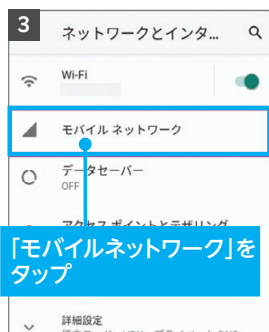 3
ネットワークとインタ...
Wi-Fi
モバイル ネットワーク
データセーバー
OFF
アクセス ポイントとテザリング
「モバイルネットワーク」を
タップ
詳細設定